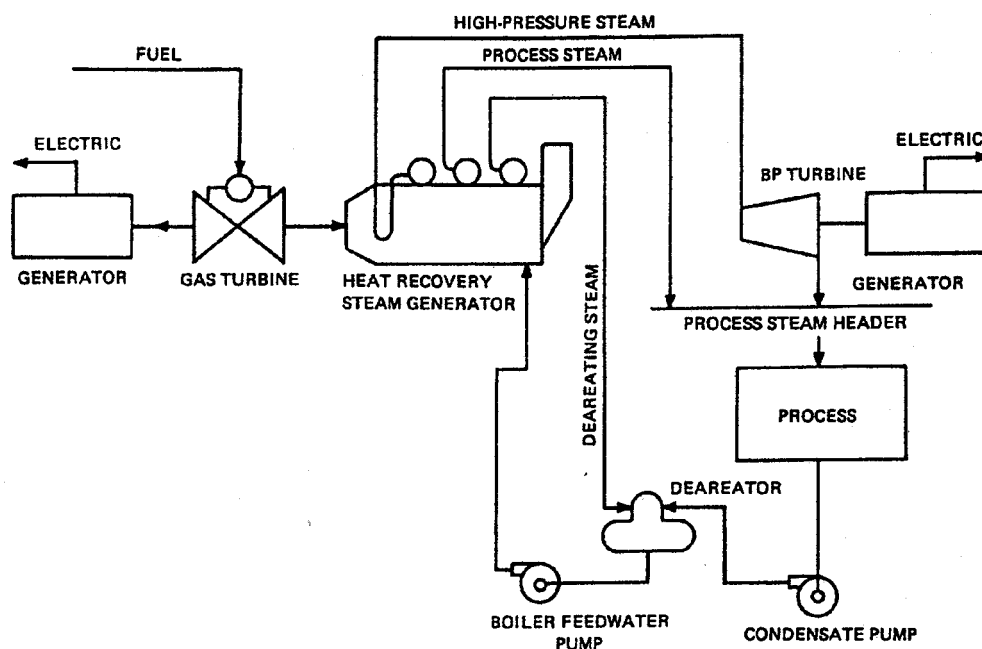 HIGH-PRESSURE STEAM
PROCESS STEAM
FUEL
ELECTRIC
ELECTRIC
BP TURBINE
GENERATOR
GAS TURBINE
HEAT RECOVERY
STEAM GENERATOR
GENERATOR
PROCESS STEAM HEADER
DEAREATING STEAM
PROCESS
DEAREATOR
BOILER FEEDWATER
PUMP
CONDENSATE PUMP